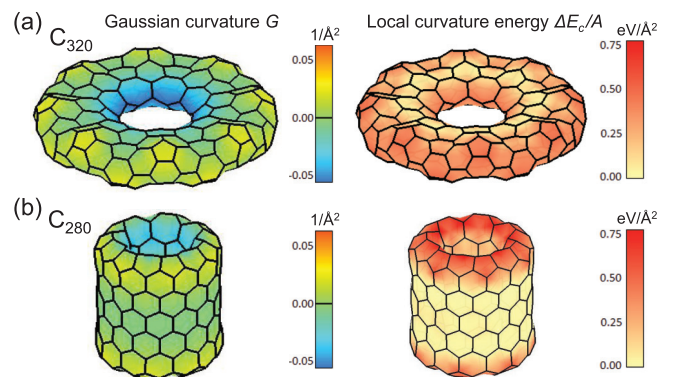 (a) Gaussian curvature G Local curvature energy ΔE_c/A
C320 1/Å² eV/Å²
0.05 0.75
0.50
0.00
0.25
-0.05 0.00
(b) 1/Å² eV/Å²
C280 0.05 0.75
0.50
0.00
0.25
-0.05 0.00